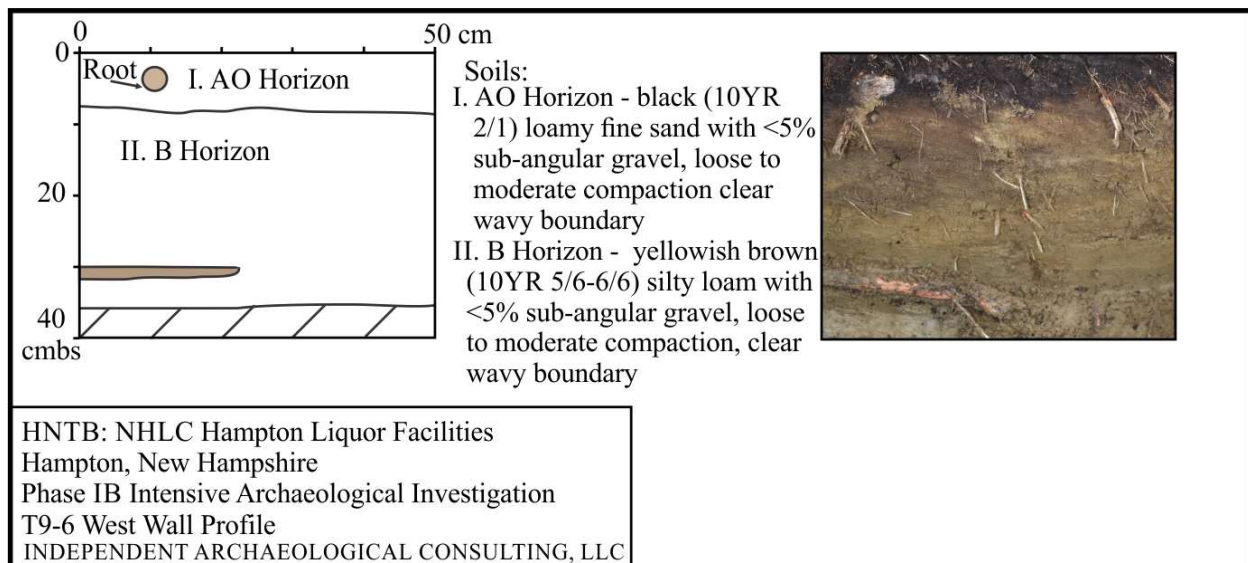 0
50 cm
0
Root
I. AO Horizon
II. B Horizon
20
40
cmbs
Soils:
I. AO Horizon - black (10YR
2/1) loamy fine sand with <5%
sub-angular gravel, loose to
moderate compaction clear
wavy boundary
II. B Horizon - yellowish brown
(10YR 5/6-6/6) silty loam with
<5% sub-angular gravel, loose
to moderate compaction, clear
wavy boundary
HNTB: NHLC Hampton Liquor Facilities
Hampton, New Hampshire
Phase IB Intensive Archaeological Investigation
T9-6 West Wall Profile
INDEPENDENT ARCHAEOLOGICAL CONSULTING, LLC